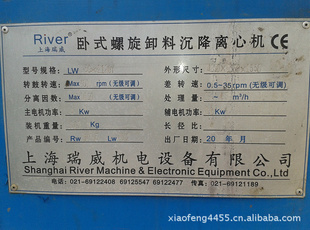 River
上海瑞威
卧式螺旋卸料沉降离心机 CE
型号规格: LW 外形尺寸:
转鼓转速: Max rpm (无级可调) 差转速: 0.5-35rpm(无级可调)
分离因数: Max (无级可调) 处理量: ~ m³/h
主电机功率: Kw 辅电机功率: Kw
装机重量: Kg 长径比:
产品编号: Rw Lw 出厂日期: 20 年 月
上海瑞威机电设备有限公司
Shanghai River Machine & Electronic Equipment Co.,Ltd
电话:021-69122408 69125547 69122477 传真:021-69121189
xiaofeng4455.cn.alibaba.com